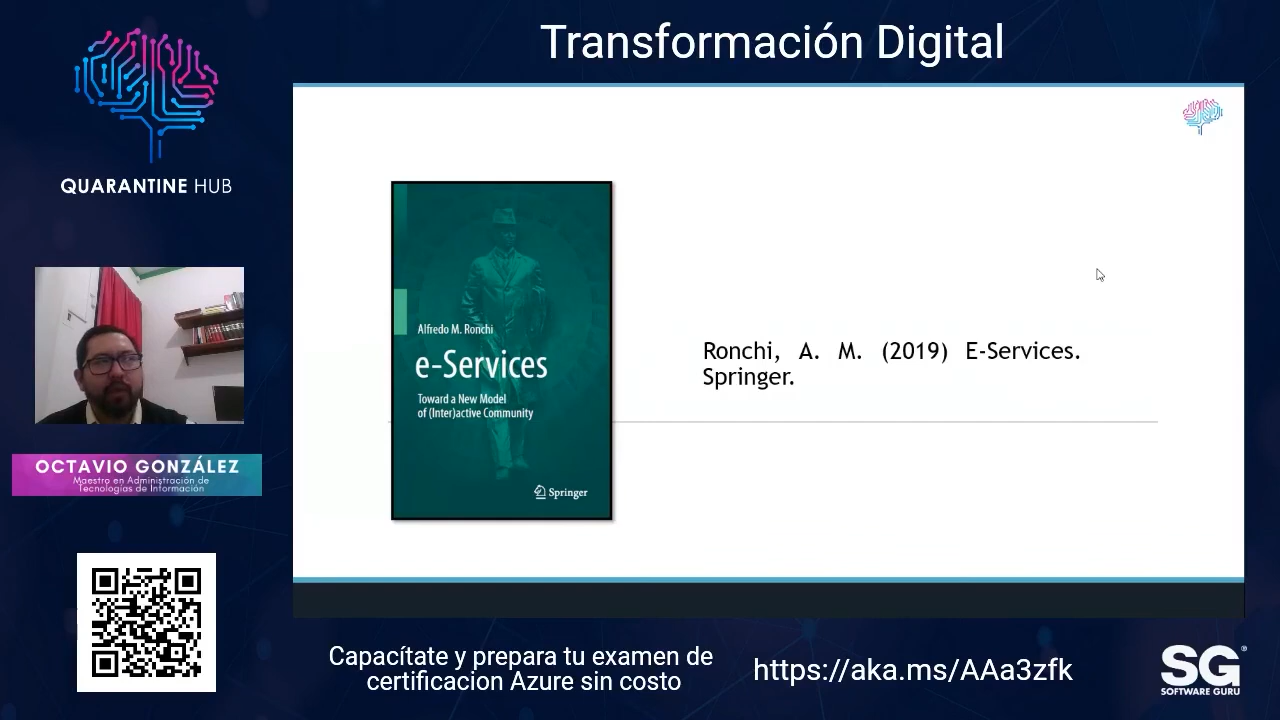 Transformación Digital
QUARANTINE HUB
Alfredo M. Ronchi
e-Services
Toward a New Model
of (Inter)active Community
Springer
Ronchi, A. M. (2019) E-Services.
Springer.
OCTAVIO GONZÁLEZ
Maestro en Administración de
Tecnologías de Información
Capacítate y prepara tu examen de
certificacion Azure sin costo
https://aka.ms/AAa3zfk
SG®
SOFTWARE GURU